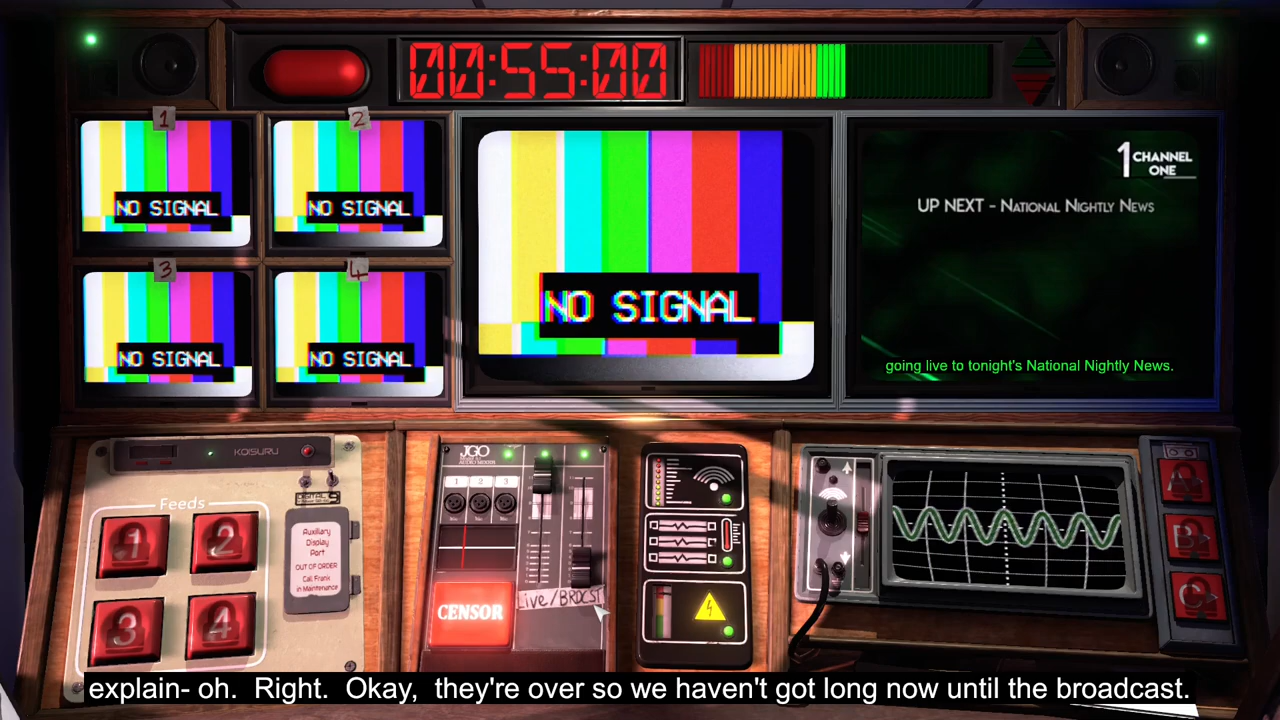 00:55:00
1
2
NO SIGNAL
NO SIGNAL
3
4
NO SIGNAL
NO SIGNAL
NO SIGNAL
1 CHANNEL
ONE
UP NEXT - NATIONAL NIGHTLY NEWS
going live to tonight's National Nightly News.
KOISURU
Feeds
1
2
3
4
Auxiliary
Display
Port
OUT OF ORDER
Call Frank
in Maintenance
JGO
1 2 3
CENSOR
Live/BRDCST
A
B
C
explain- oh. Right. Okay, they're over so we haven't got long now until the broadcast.